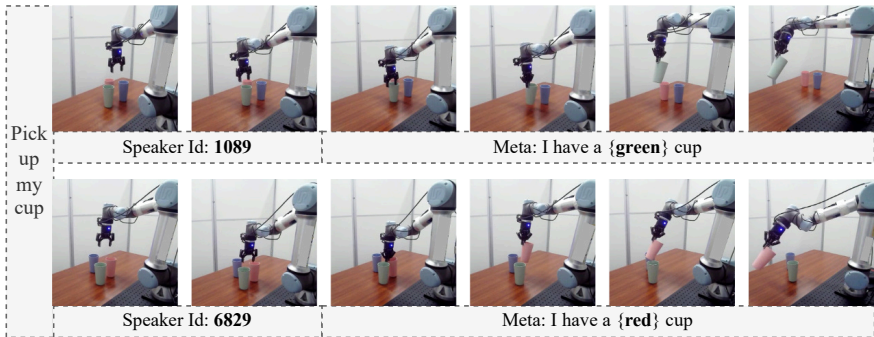 Pick
up
my
cup
Speaker Id: 1089
Meta: I have a {green} cup
Speaker Id: 6829
Meta: I have a {red} cup